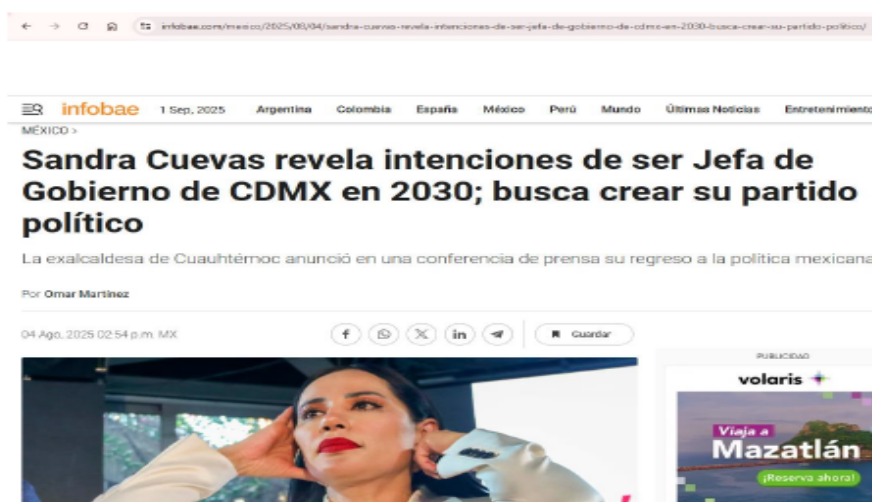 infobae.com/mexico/2025/08/04/sandra-cuevas-revela-intenciones-de-ser-jefa-de-gobierno-de-cdmx-en-2030-busca-crear-su-partido-politico/
infobae 1 Sep, 2025 Argentina Colombia España México Perú Mundo Últimas Noticias Entretenimiento
MÉXICO >
Sandra Cuevas revela intenciones de ser Jefa de
Gobierno de CDMX en 2030; busca crear su partido
político
La exalcaldesa de Cuauhtémoc anunció en una conferencia de prensa su regreso a la política mexicana
Por Omar Martínez
04 Ago, 2025 02:54 p.m. MX
Guardar
PUBLICIDAD
volaris
Viaja a
Mazatlán
¡Reserva ahora!